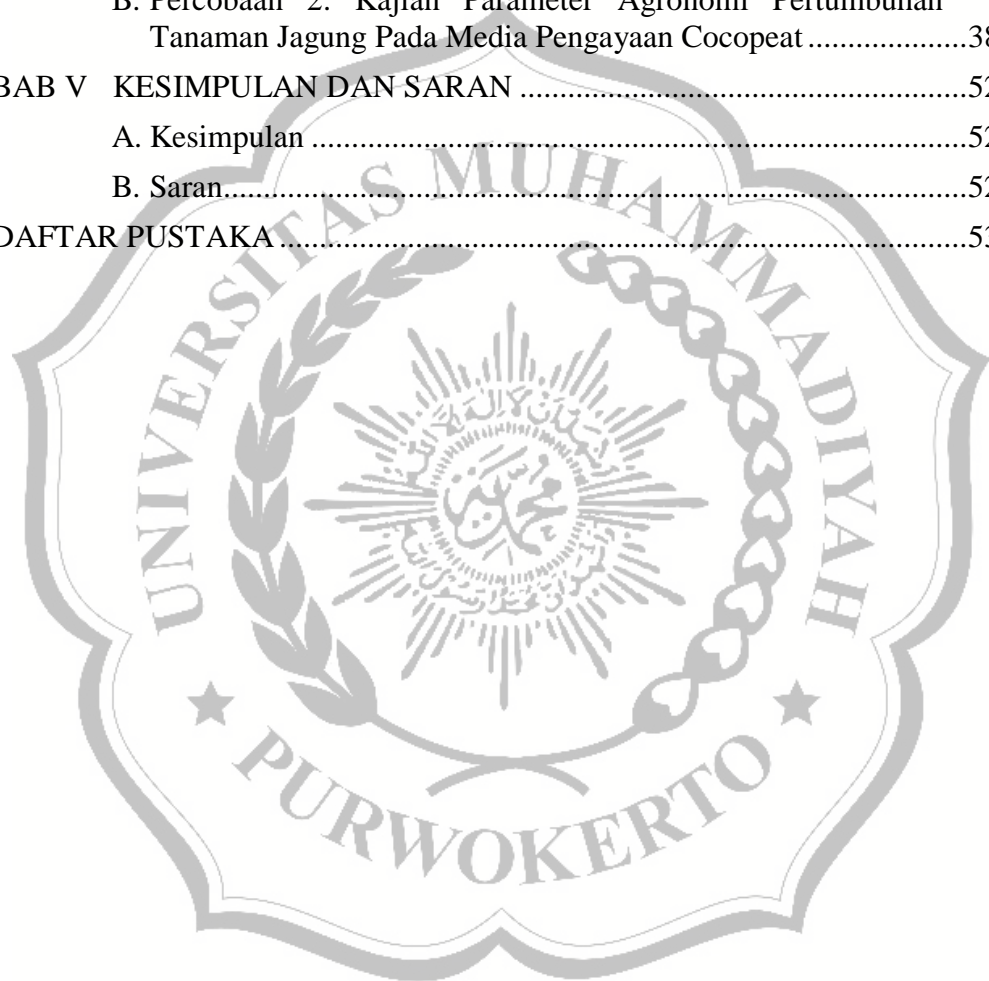 B. Percobaan 2: Kajian Parameter Agronomi Pertumbuhan
Tanaman Jagung Pada Media Pengayaan Cocopeat ...................38
BAB V KESIMPULAN DAN SARAN .....................................................52
A. Kesimpulan .............................................................................52
B. Saran.......................................................................................52
DAFTAR PUSTAKA .................................................................................53
UNIVERSITAS MUHAMMADIYAH
PURWOKERTO